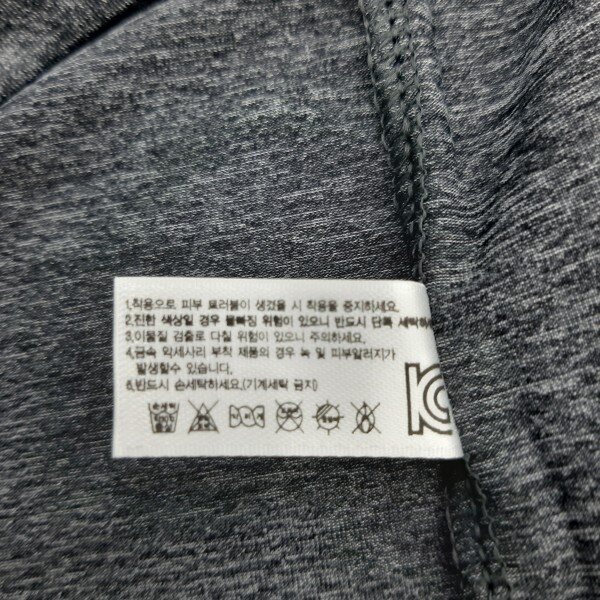 1.착용으로 피부 트러블이 생겼을 시 착용을 중지하세요.
2.진한 색상일 경우 물빠짐 위험이 있으니 반드시 단독 세탁하
3.이물질 검출로 다칠 위험이 있으니 주의하세요.
4.금속 악세사리 부착 제품의 경우 녹 및 피부알러지가
발생할수 있습니다.
6.반드시 손세탁하세요.(기계세탁 금지)